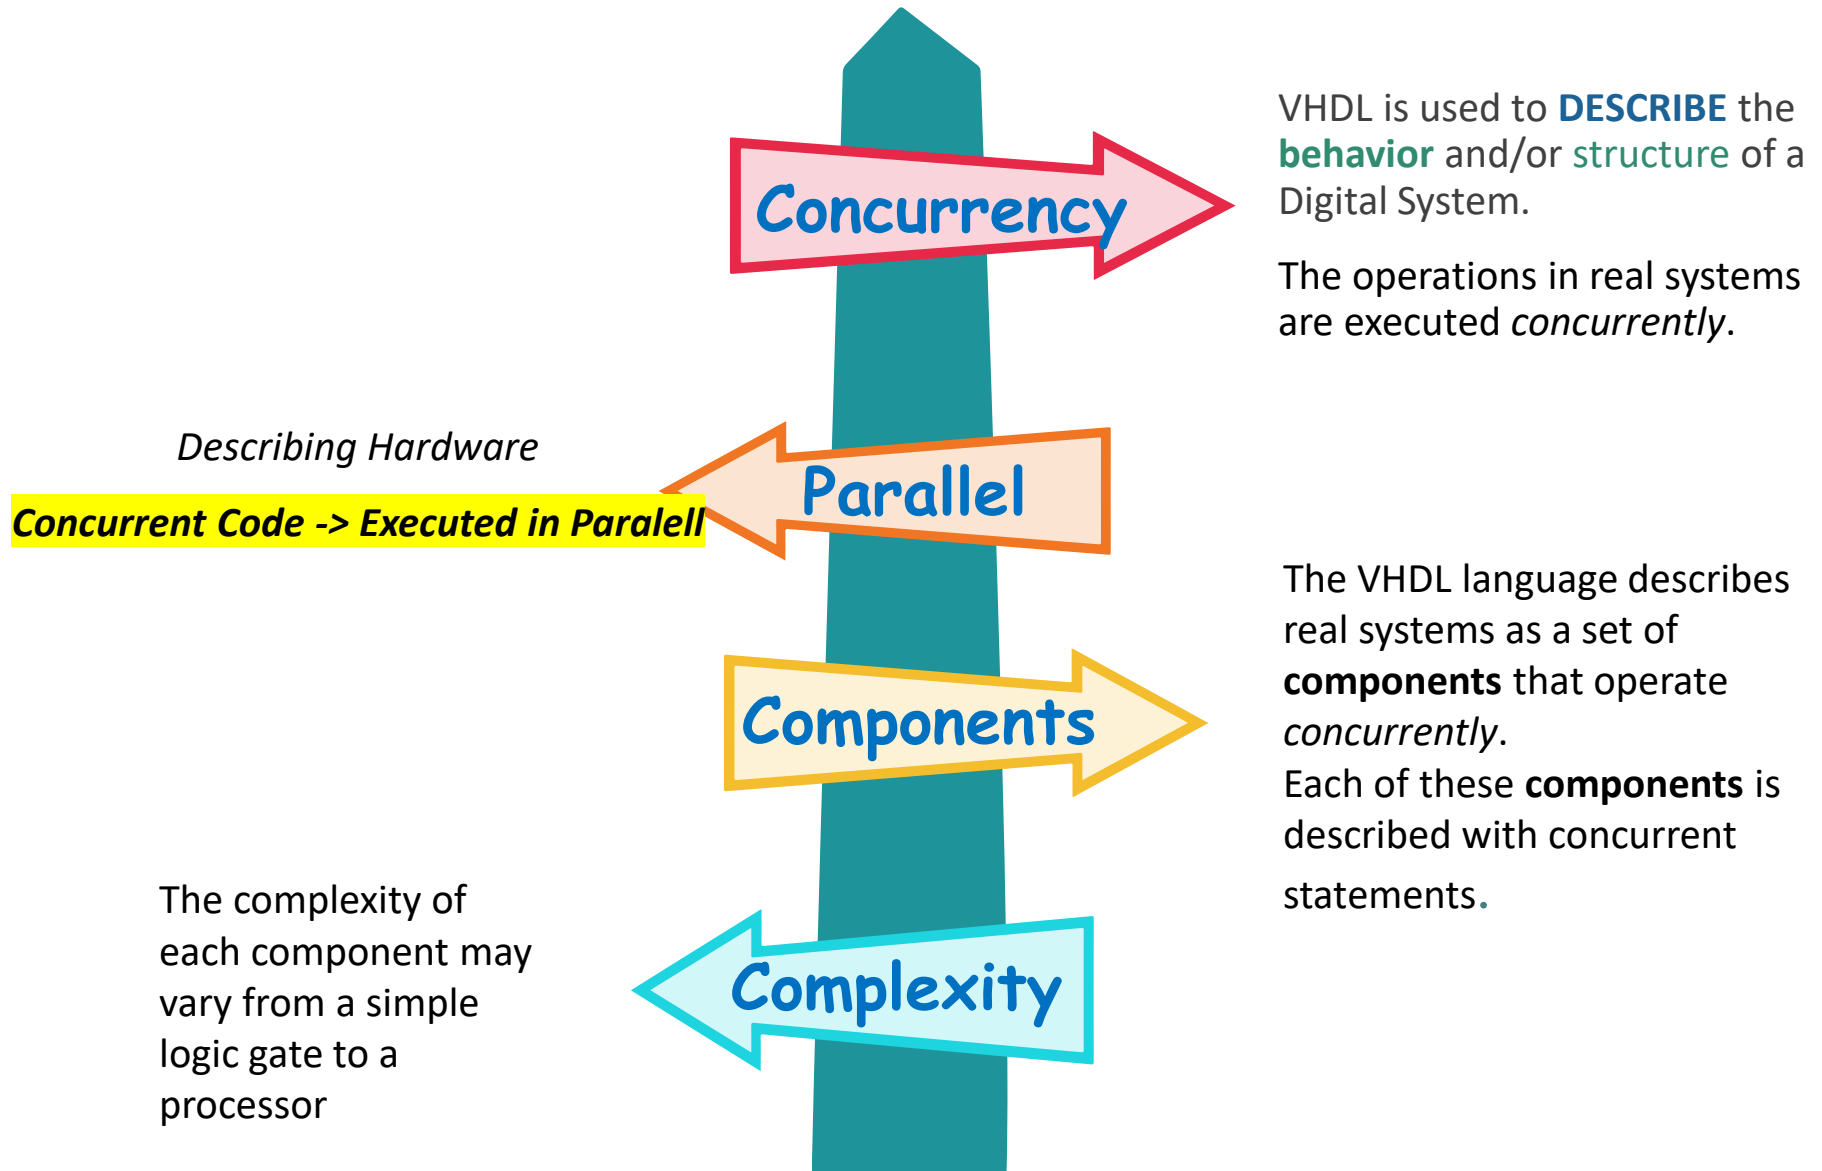 Concurrency
VHDL is used to DESCRIBE the
behavior and/or structure of a
Digital System.
The operations in real systems
are executed concurrently.
Describing Hardware
Concurrent Code -> Executed in Paralell
Parallel
Components
The VHDL language describes
real systems as a set of
components that operate
concurrently.
Each of these components is
described with concurrent
statements.
The complexity of
each component may
vary from a simple
logic gate to a
processor
Complexity